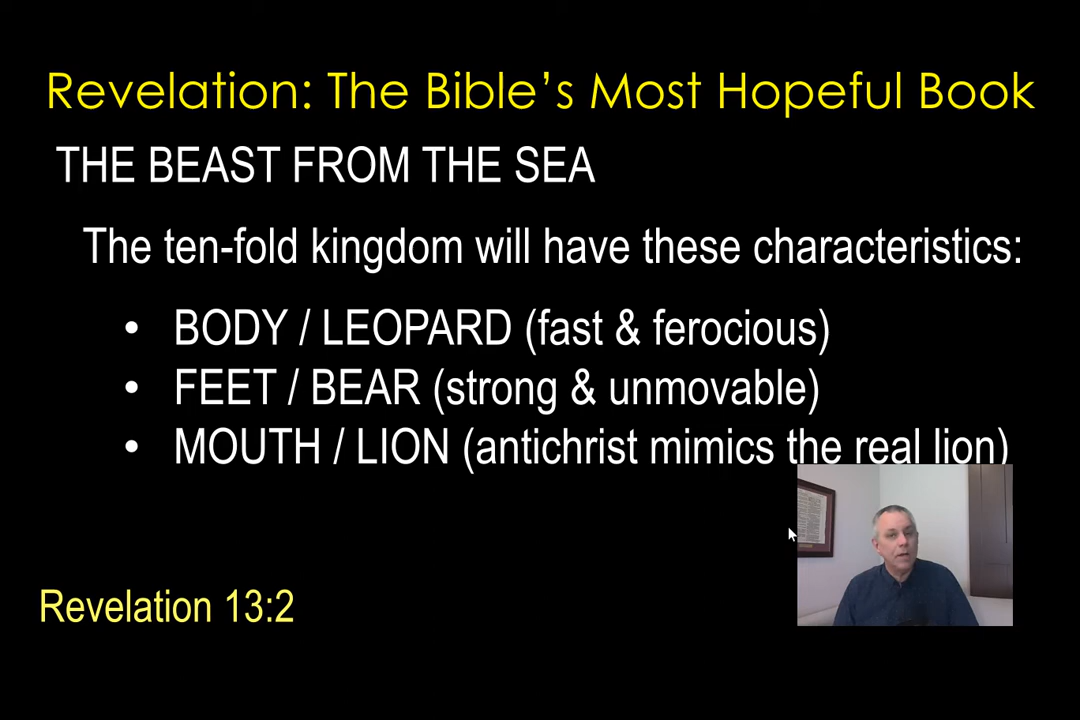 Revelation: The Bible’s Most Hopeful Book
THE BEAST FROM THE SEA
The ten-fold kingdom will have these characteristics:
• BODY / LEOPARD (fast & ferocious)
• FEET / BEAR (strong & unmovable)
• MOUTH / LION (antichrist mimics the real lion)
Revelation 13:2